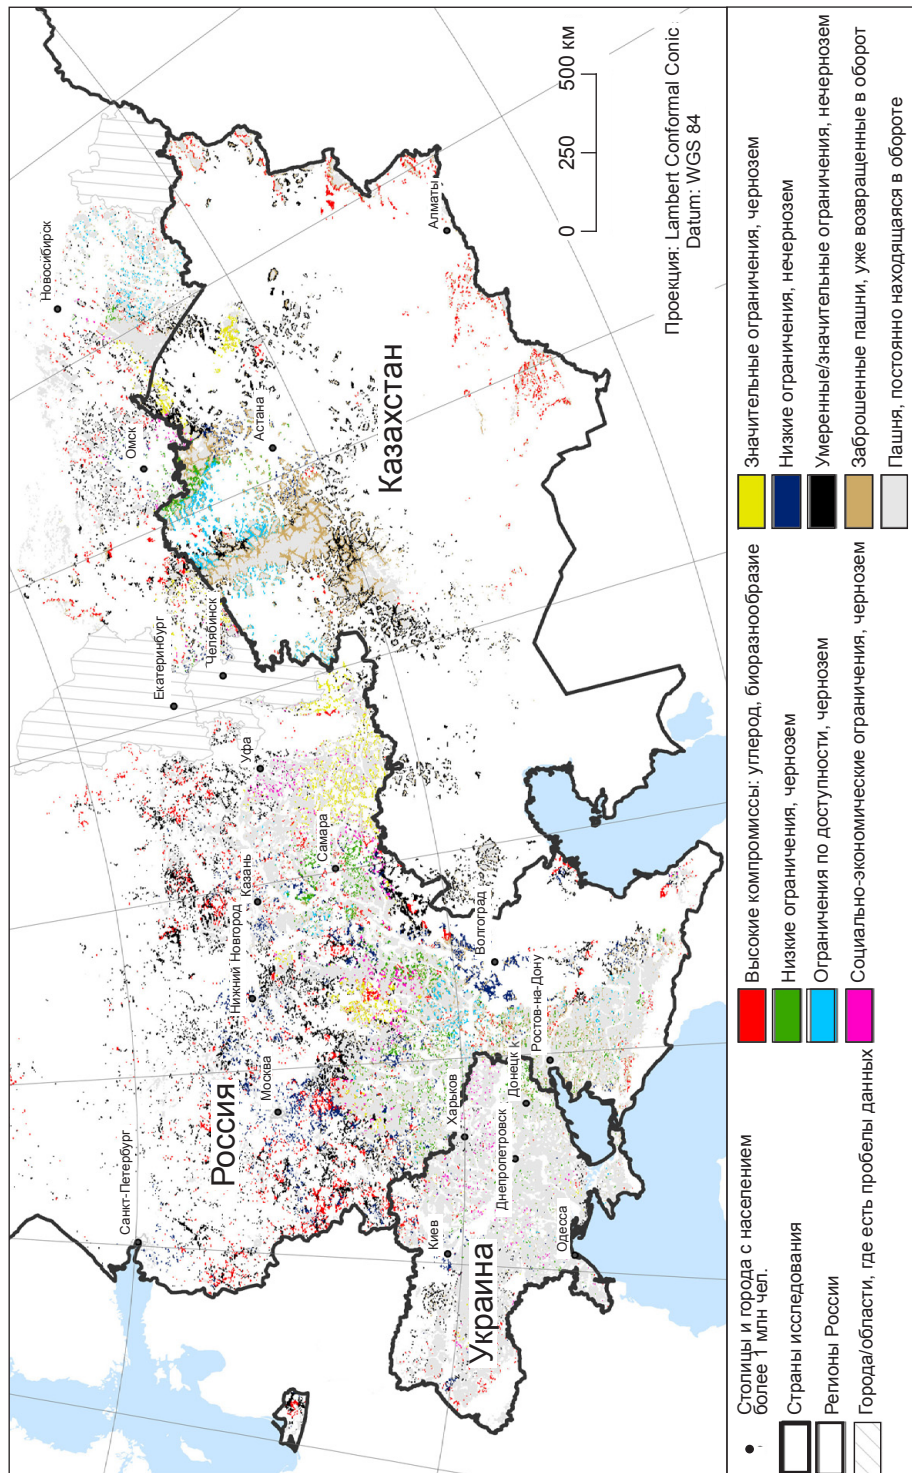 Санкт-Петербург
Россия
Москва
Нижний Новгород
Казань
Уфа
Самара
Екатеринбург
Челябинск
Омск
Новосибирск
Астана
Казахстан
Алматы
Волгоград
Ростов-на-Дону
Донецк
Харьков
Днепропетровск
Киев
Украина
Одесса
0 250 500 км
Проекция: Lambert Conformal Conic
Datum: WGS 84
Столицы и города с населением
более 1 млн чел.
Страны исследования
Регионы России
Города/области, где есть пробелы данных
Высокие компромиссы: углерод, биоразнообразие
Низкие ограничения, чернозем
Ограничения по доступности, чернозем
Социально-экономические ограничения, чернозем
Значительные ограничения, чернозем
Низкие ограничения, нечернозем
Умеренные/значительные ограничения, нечернозем
Заброшенные пашни, уже возвращенные в оборот
Пашня, постоянно находящаяся в обороте